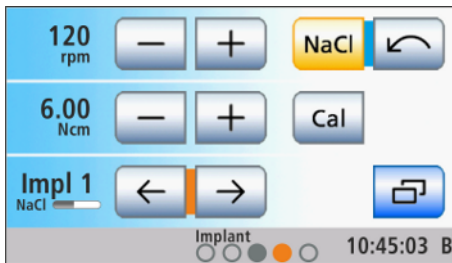 120
rpm
NaCl
6.00
Ncm
Cal
Impl 1
NaCl
Implant
10:45:03 B